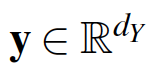 y ∈ ℝ^{d_Y}